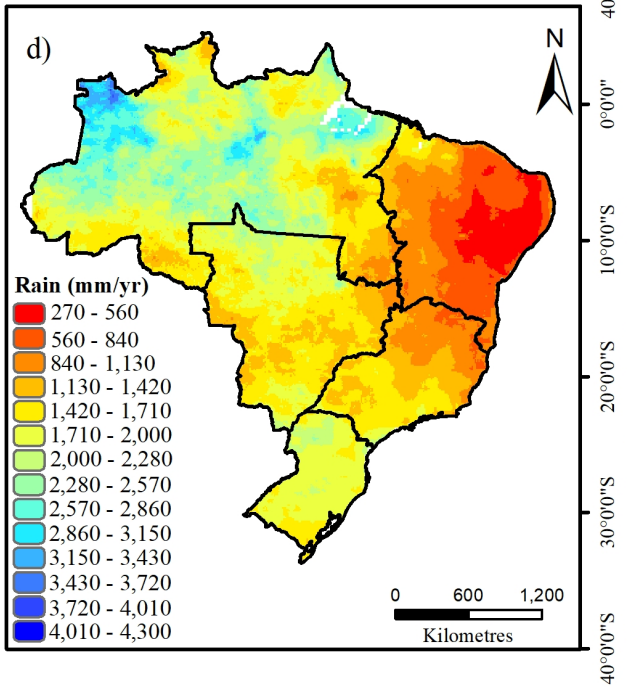 d)
N
Rain (mm/yr)
270 - 560
560 - 840
840 - 1,130
1,130 - 1,420
1,420 - 1,710
1,710 - 2,000
2,000 - 2,280
2,280 - 2,570
2,570 - 2,860
2,860 - 3,150
3,150 - 3,430
3,430 - 3,720
3,720 - 4,010
4,010 - 4,300
0 600 1,200
Kilometres
40
0°0'0"
10°0'0"S
20°0'0"S
30°0'0"S
40°0'0"S